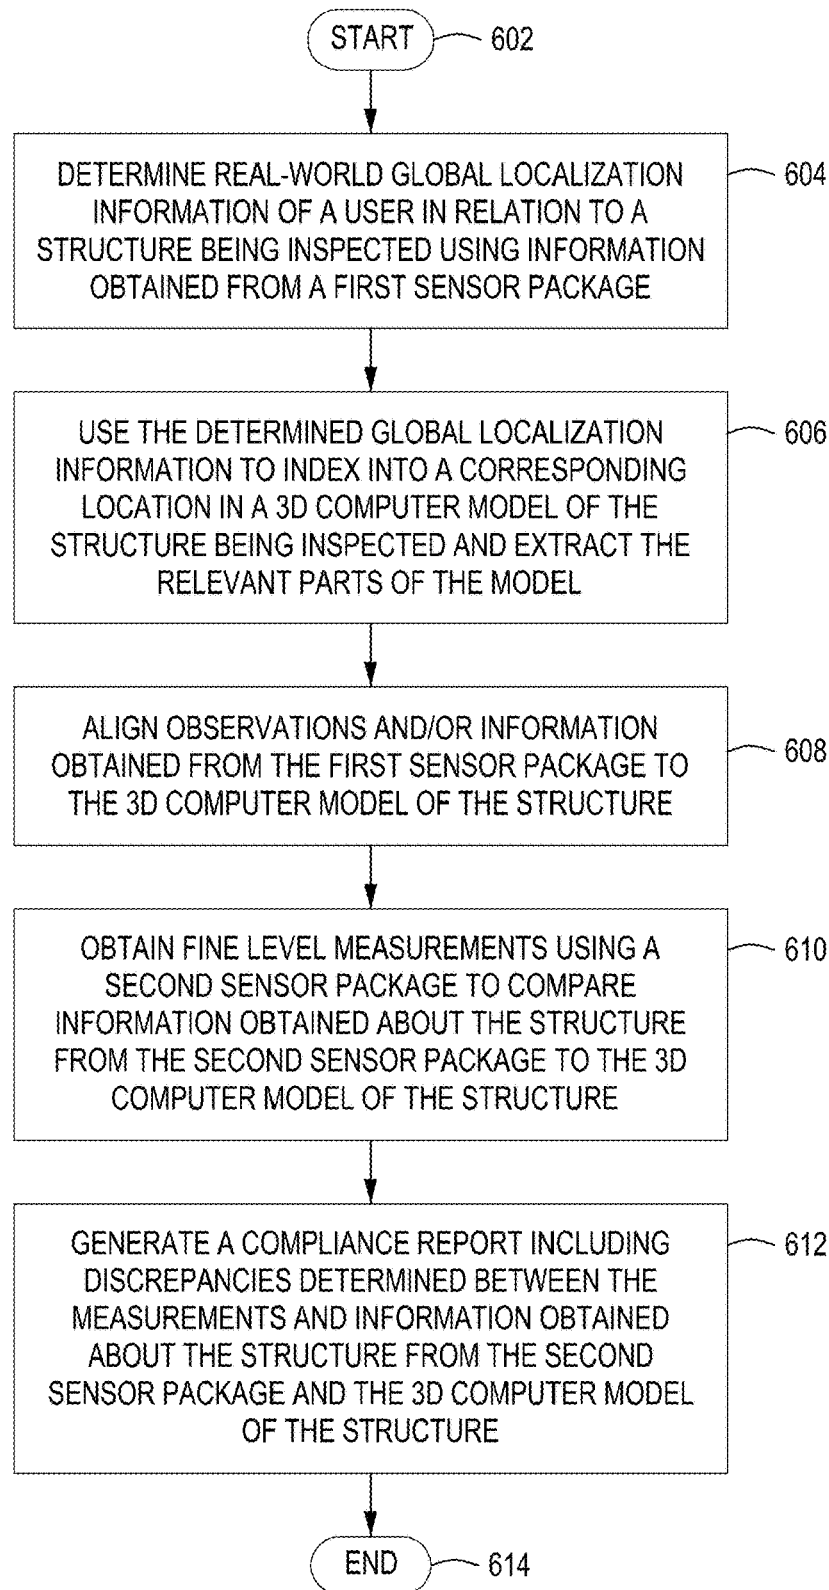 START
602
DETERMINE REAL-WORLD GLOBAL LOCALIZATION
INFORMATION OF A USER IN RELATION TO A
STRUCTURE BEING INSPECTED USING INFORMATION
OBTAINED FROM A FIRST SENSOR PACKAGE
604
USE THE DETERMINED GLOBAL LOCALIZATION
INFORMATION TO INDEX INTO A CORRESPONDING
LOCATION IN A 3D COMPUTER MODEL OF THE
STRUCTURE BEING INSPECTED AND EXTRACT THE
RELEVANT PARTS OF THE MODEL
606
ALIGN OBSERVATIONS AND/OR INFORMATION
OBTAINED FROM THE FIRST SENSOR PACKAGE TO
THE 3D COMPUTER MODEL OF THE STRUCTURE
608
OBTAIN FINE LEVEL MEASUREMENTS USING A
SECOND SENSOR PACKAGE TO COMPARE
INFORMATION OBTAINED ABOUT THE STRUCTURE
FROM THE SECOND SENSOR PACKAGE TO THE 3D
COMPUTER MODEL OF THE STRUCTURE
610
GENERATE A COMPLIANCE REPORT INCLUDING
DISCREPANCIES DETERMINED BETWEEN THE
MEASUREMENTS AND INFORMATION OBTAINED
ABOUT THE STRUCTURE FROM THE SECOND
SENSOR PACKAGE AND THE 3D COMPUTER MODEL
OF THE STRUCTURE
612
END
614